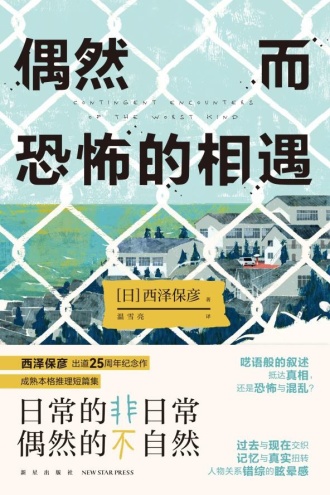 偶然 而
CONTINGENT ENCOUNTERS
OF THE WORST KIND
恐怖的相遇
[日]西泽保彦 著
温雪亮 译
西泽保彦 出道25周年纪念作
成熟本格推理短篇集
日常的非日常
偶然的不自然
新星出版社 NEW STAR PRESS
呓语般的叙述
抵达真相,
还是恐怖与混乱?
过去与现在交织
记忆与真实扭转
人物关系错综的眩晕感